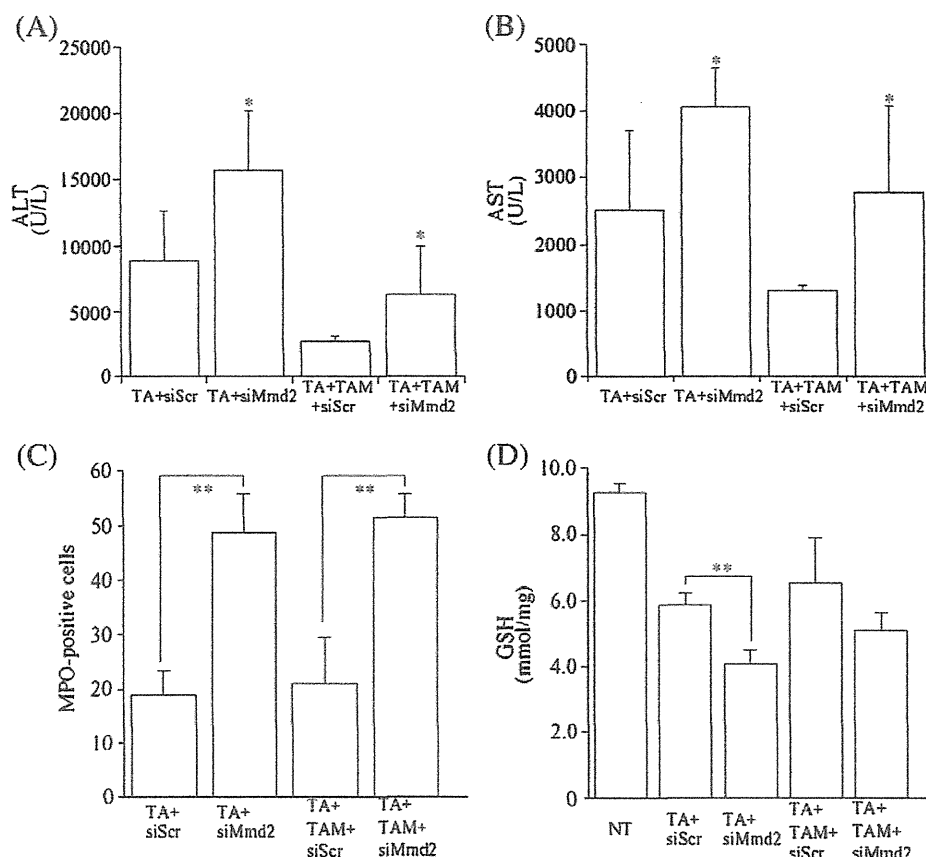 (A)
25000
20000
15000
10000
5000
0
ALT
(U/L)
*
*
TA+siScr
TA+siMmd2
TA+TAM
+siScr
TA+TAM
+siMmd2
(B)
5000
4000
3000
2000
1000
0
AST
(U/L)
*
*
TA+siScr
TA+siMmd2
TA+TAM
+siScr
TA+TAM
+siMmd2
(C)
60
50
40
30
20
10
0
MPO-positive cells
**
**
TA+
siScr
TA+
siMmd2
TA+
TAM+
siScr
TA+
TAM+
siMmd2
(D)
10.0
8.0
6.0
4.0
2.0
0.0
GSH
(mmol/mg)
**
NT
TA+
siScr
TA+
siMmd2
TA+
TAM+
siScr
TA+
TAM+
siMmd2